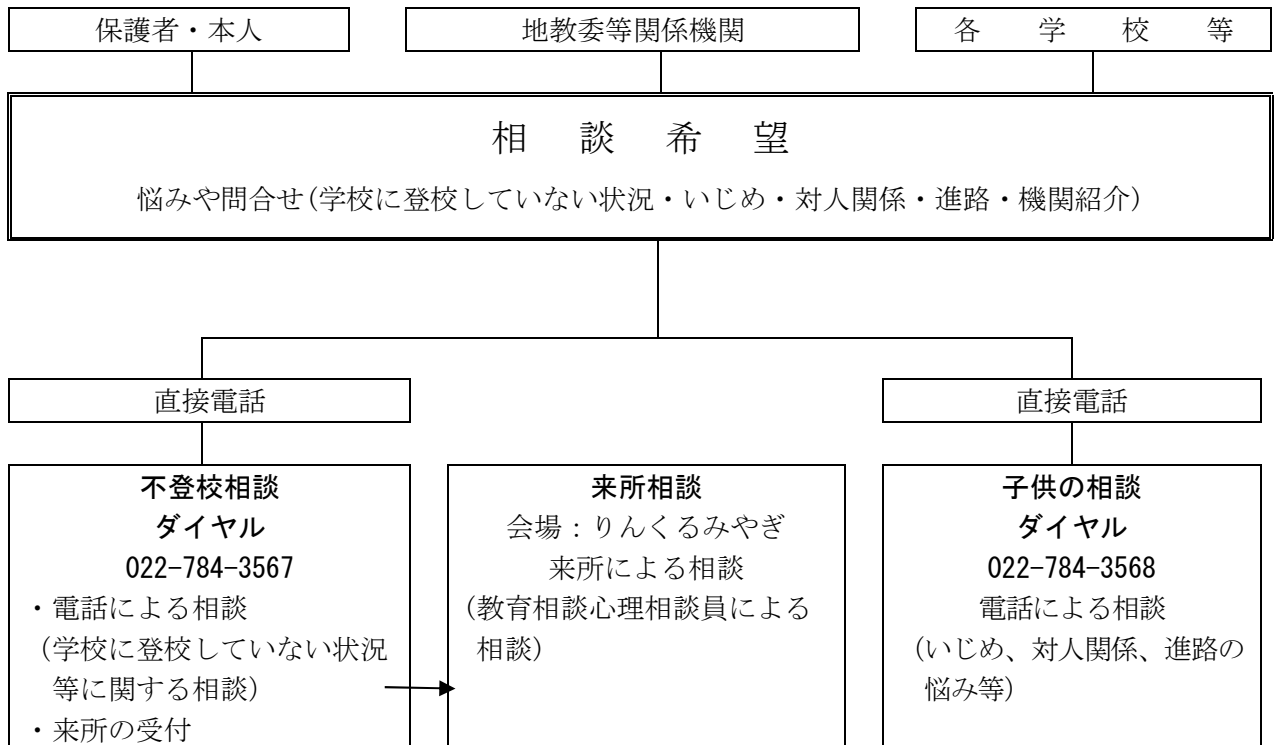 保護者・本人
地教委等関係機関
各学校等
相談希望
悩みや問合せ(学校に登校していない状況・いじめ・対人関係・進路・機関紹介)
直接電話
直接電話
不登校相談
ダイヤル
022-784-3567
・電話による相談
(学校に登校していない状況
等に関する相談)
・来所の受付
来所相談
会場：りんくるみやぎ
来所による相談
(教育相談心理相談員による
相談)
子供の相談
ダイヤル
022-784-3568
電話による相談
(いじめ、対人関係、進路の
悩み等)